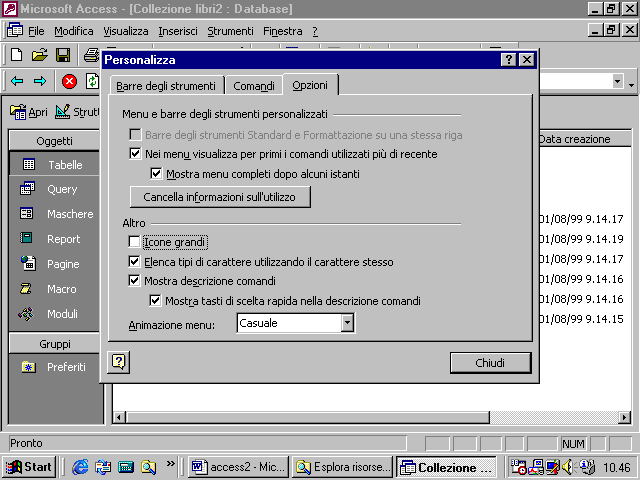 Microsoft Access - [Collezione libri2 : Database]
File Modifica Visualizza Inserisci Strumenti Finestra ?
Personalizza
Barre degli strumenti Comandi Opzioni
Apri Strutt
Menu e barre degli strumenti personalizzati
Barre degli strumenti Standard e Formattazione su una stessa riga
Oggetti
Data creazione
Nei menu visualizza per primi i comandi utilizzati più di recente
Tabelle
Mostra menu completi dopo alcuni istanti
Query
Cancella informazioni sull'utilizzo
Maschere
Altro
01/08/99 9.14.17
Report
Icone grandi
01/08/99 9.14.19
Pagine
Elenca tipi di carattere utilizzando il carattere stesso
01/08/99 9.14.17
Mostra descrizione comandi
01/08/99 9.14.16
Macro
Mostra tasti di scelta rapida nella descrizione comandi
01/08/99 9.14.16
Moduli
Animazione menu: Casuale
01/08/99 9.14.15
Gruppi
Preferiti
Chiudi
Pronto
NUM
Start
»
access2 - Mic...
Esplora risorse...
Collezione ...
10.46